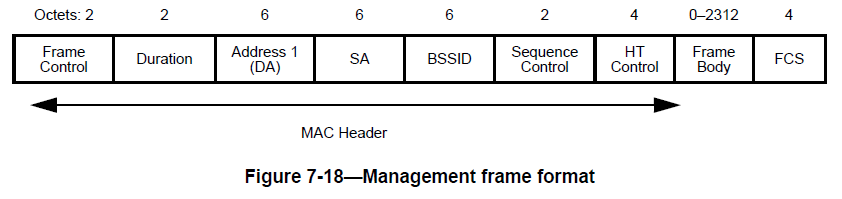 Octets: 2 2 6 6 6 2 4 0–2312 4
Frame Control Duration Address 1 (DA) SA BSSID Sequence Control HT Control Frame Body FCS
MAC Header
Figure 7-18—Management frame format